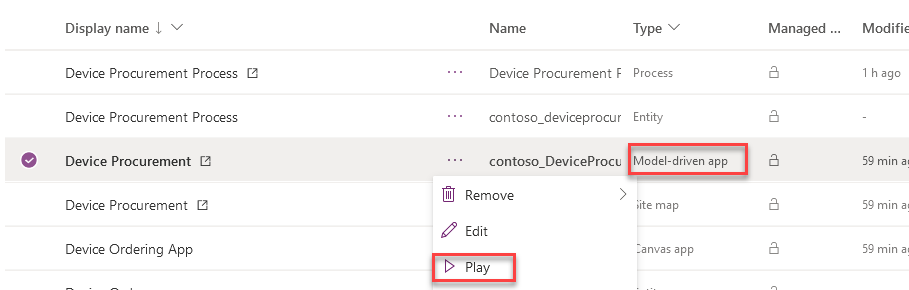 Display name ↓ Name Type Managed ... Modifie
Device Procurement Process ... Device Procurement P Process 1 h ago
Device Procurement Process contoso_deviceprocur Entity -
Device Procurement ... contoso_DeviceProcu Model-driven app 59 min ag
Remove
Device Procurement Site map 59 min ag
Edit
Device Ordering App Canvas app 59 min ag
Play